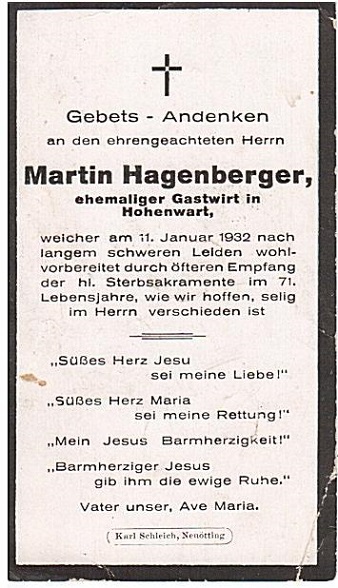 Gebets - Andenken
an den ehrengeachteten Herrn
Martin Hagenberger,
ehemaliger Gastwirt in
Hohenwart,
welcher am 11. Januar 1932 nach
langem schweren Leiden wohl-
vorbereitet durch öfteren Empfang
der hl. Sterbsakramente im 71.
Lebensjahre, wie wir hoffen, selig
im Herrn verschieden ist
„Süßes Herz Jesu
sei meine Liebe!"
„Süßes Herz Maria
sei meine Rettung!"
„Mein Jesus Barmherzigkeit!"
„Barmherziger Jesus
gib ihm die ewige Ruhe."
Vater unser, Ave Maria.
Karl Schleich, Neuötting